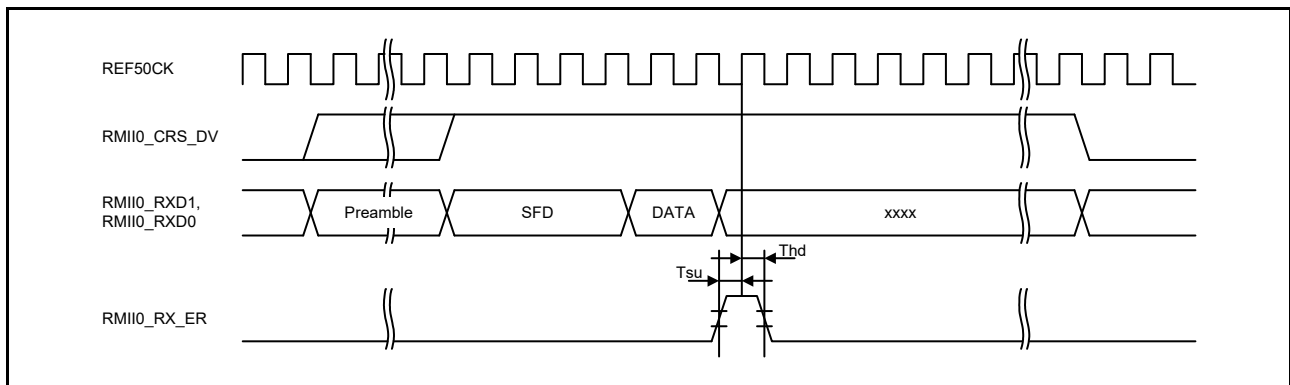 REF50CK
RMII0_CRS_DV
RMII0_RXD1,
RMII0_RXD0
Preamble
SFD
DATA
xxxx
Thd
Tsu
RMII0_RX_ER